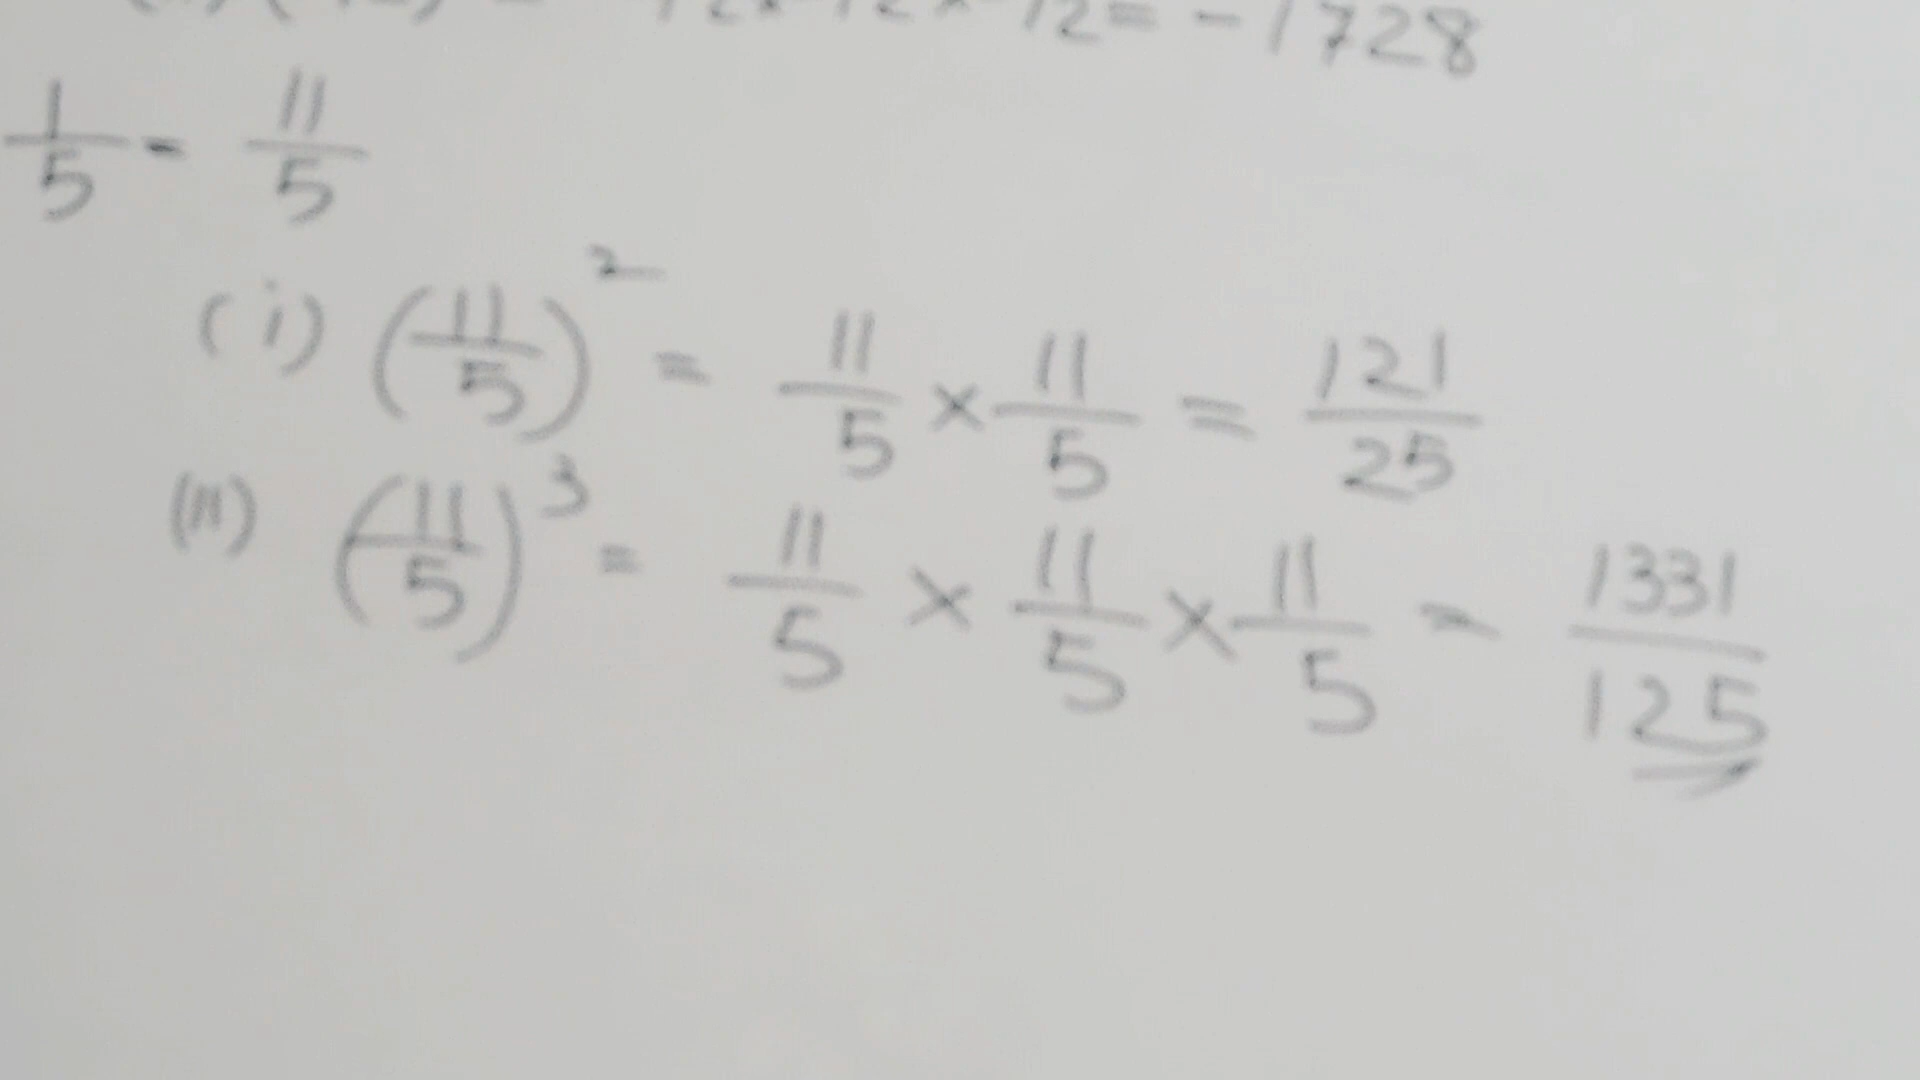 12 = -1728
1/5 - 11/5
(i) (11/5)² = 11/5 × 11/5 = 121/25
(ii) (11/5)³ = 11/5 × 11/5 × 11/5 = 1331/125